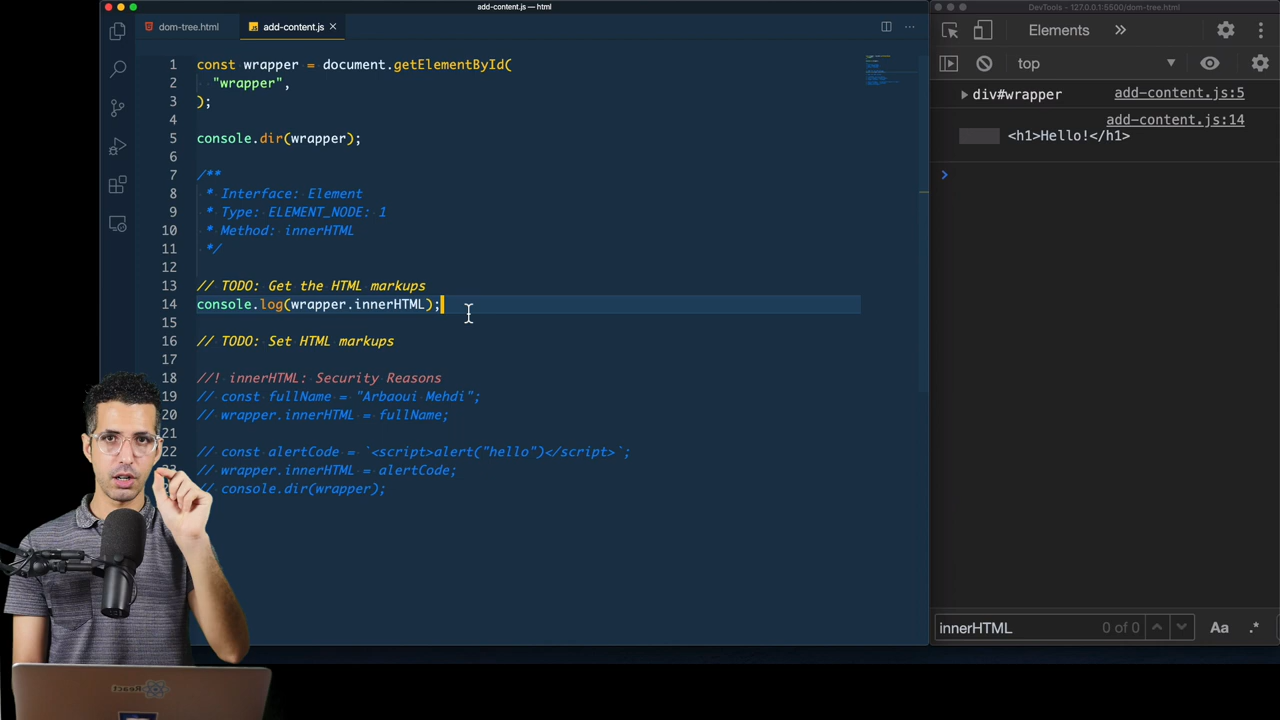 add-content.js — html
dom-tree.html
add-content.js ×
1 const wrapper = document.getElementById(
2 "wrapper",
3 );
4
5 console.dir(wrapper);
6
7 /**
8 * Interface: Element
9 * Type: ELEMENT_NODE: 1
10 * Method: innerHTML
11 */
12
13 // TODO: Get the HTML markups
14 console.log(wrapper.innerHTML);
15
16 // TODO: Set HTML markups
17
18 //! innerHTML: Security Reasons
19 // const fullName = "Arbaoui Mehdi";
20 // wrapper.innerHTML = fullName;
21
22 // const alertCode = `<script>alert("hello")</script>`;
23 // wrapper.innerHTML = alertCode;
// console.dir(wrapper);
DevTools - 127.0.0.1:5500/dom-tree.html
Elements »
top
div#wrapper add-content.js:5
add-content.js:14
<h1>Hello!</h1>
innerHTML 0 of 0 Aa .*
React